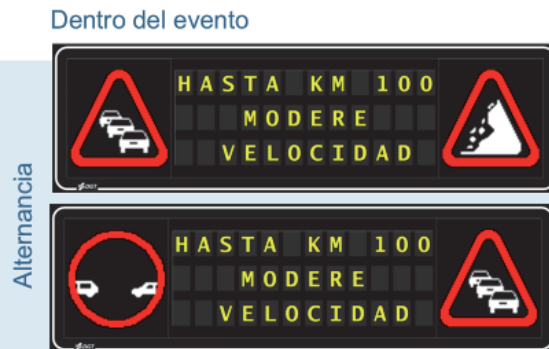 Dentro del evento
Alternancia
HASTA KM 100
MODERE
VELOCIDAD
HASTA KM 100
MODERE
VELOCIDAD